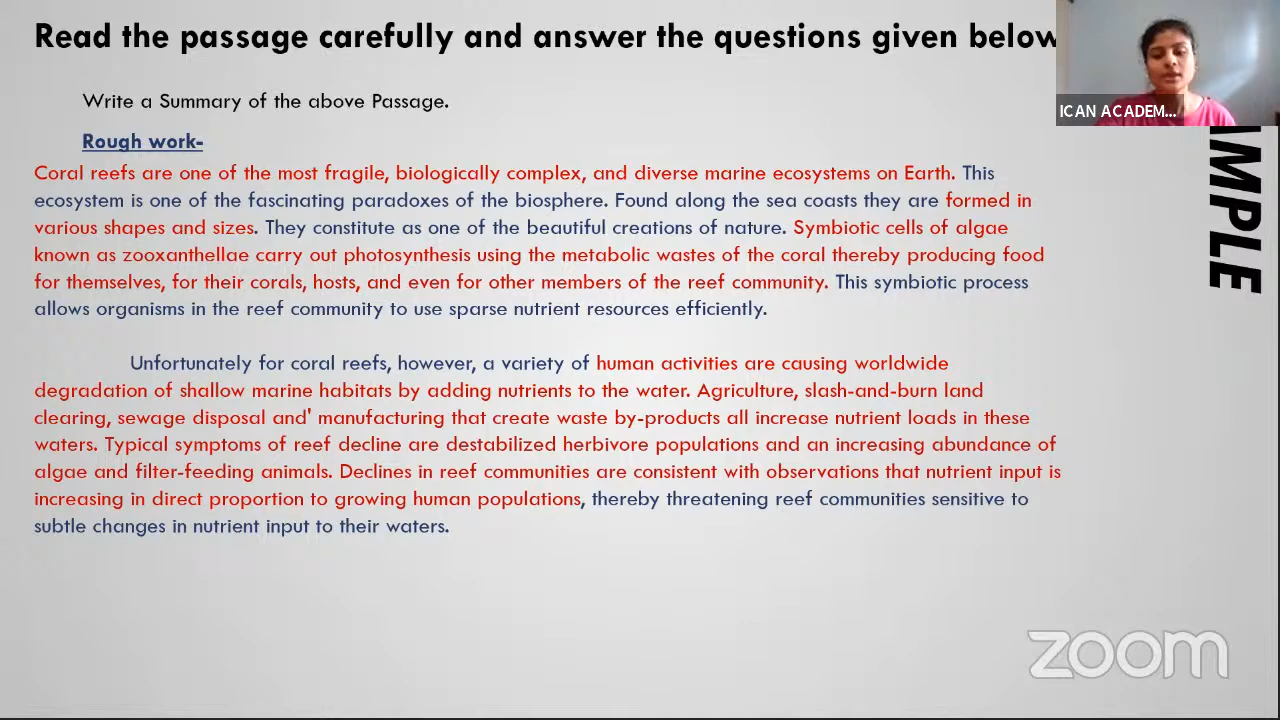 Read the passage carefully and answer the questions given below
ICAN ACADEM...
Write a Summary of the above Passage.
Rough work-
Coral reefs are one of the most fragile, biologically complex, and diverse marine ecosystems on Earth. This
ecosystem is one of the fascinating paradoxes of the biosphere. Found along the sea coasts they are formed in
various shapes and sizes. They constitute as one of the beautiful creations of nature. Symbiotic cells of algae
known as zooxanthellae carry out photosynthesis using the metabolic wastes of the coral thereby producing food
for themselves, for their corals, hosts, and even for other members of the reef community. This symbiotic process
allows organisms in the reef community to use sparse nutrient resources efficiently.
Unfortunately for coral reefs, however, a variety of human activities are causing worldwide
degradation of shallow marine habitats by adding nutrients to the water. Agriculture, slash-and-burn land
clearing, sewage disposal and' manufacturing that create waste by-products all increase nutrient loads in these
waters. Typical symptoms of reef decline are destabilized herbivore populations and an increasing abundance of
algae and filter-feeding animals. Declines in reef communities are consistent with observations that nutrient input is
increasing in direct proportion to growing human populations, thereby threatening reef communities sensitive to
subtle changes in nutrient input to their waters.
AMPLE
zoom